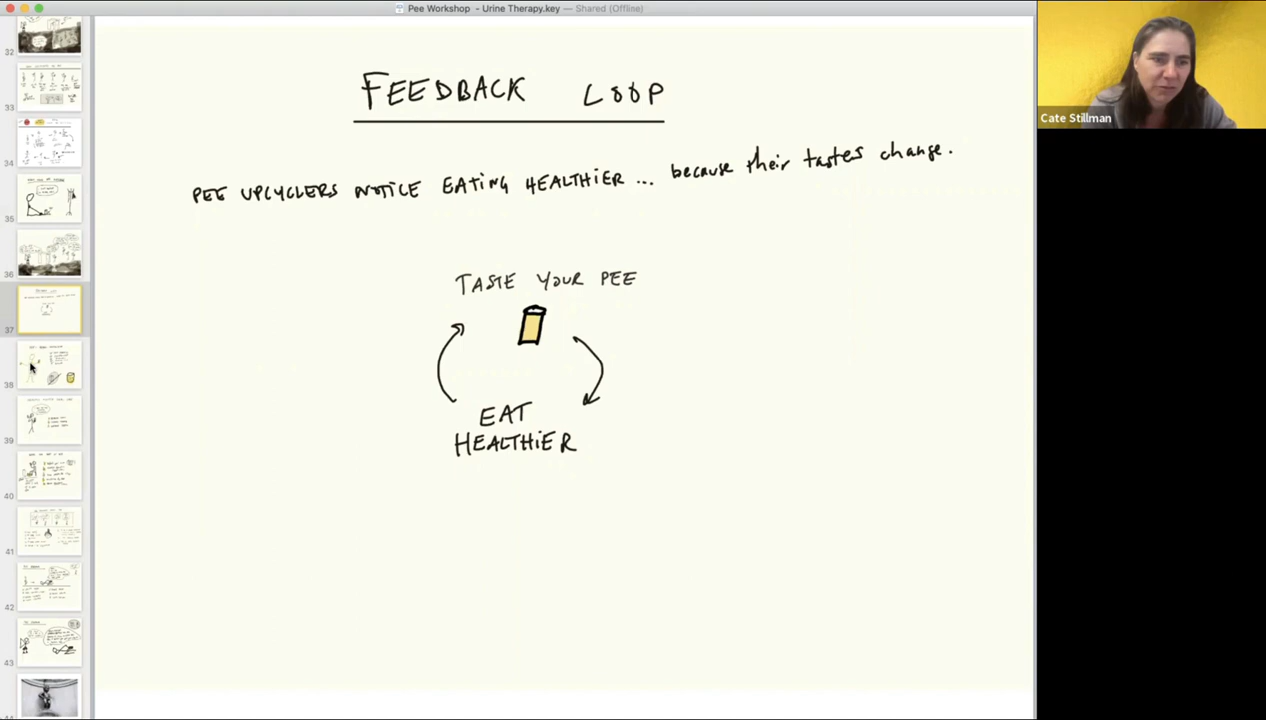 Pee Workshop - Urine Therapy.key — Shared (Offline)
Cate Stillman
FEEDBACK LOOP
PEE UPCYCLERS NOTICE EATING HEALTHIER ... because their tastes change.
TASTE YOUR PEE
EAT
HEALTHIER
32
33
34
35
36
37
38
39
40
41
42
43